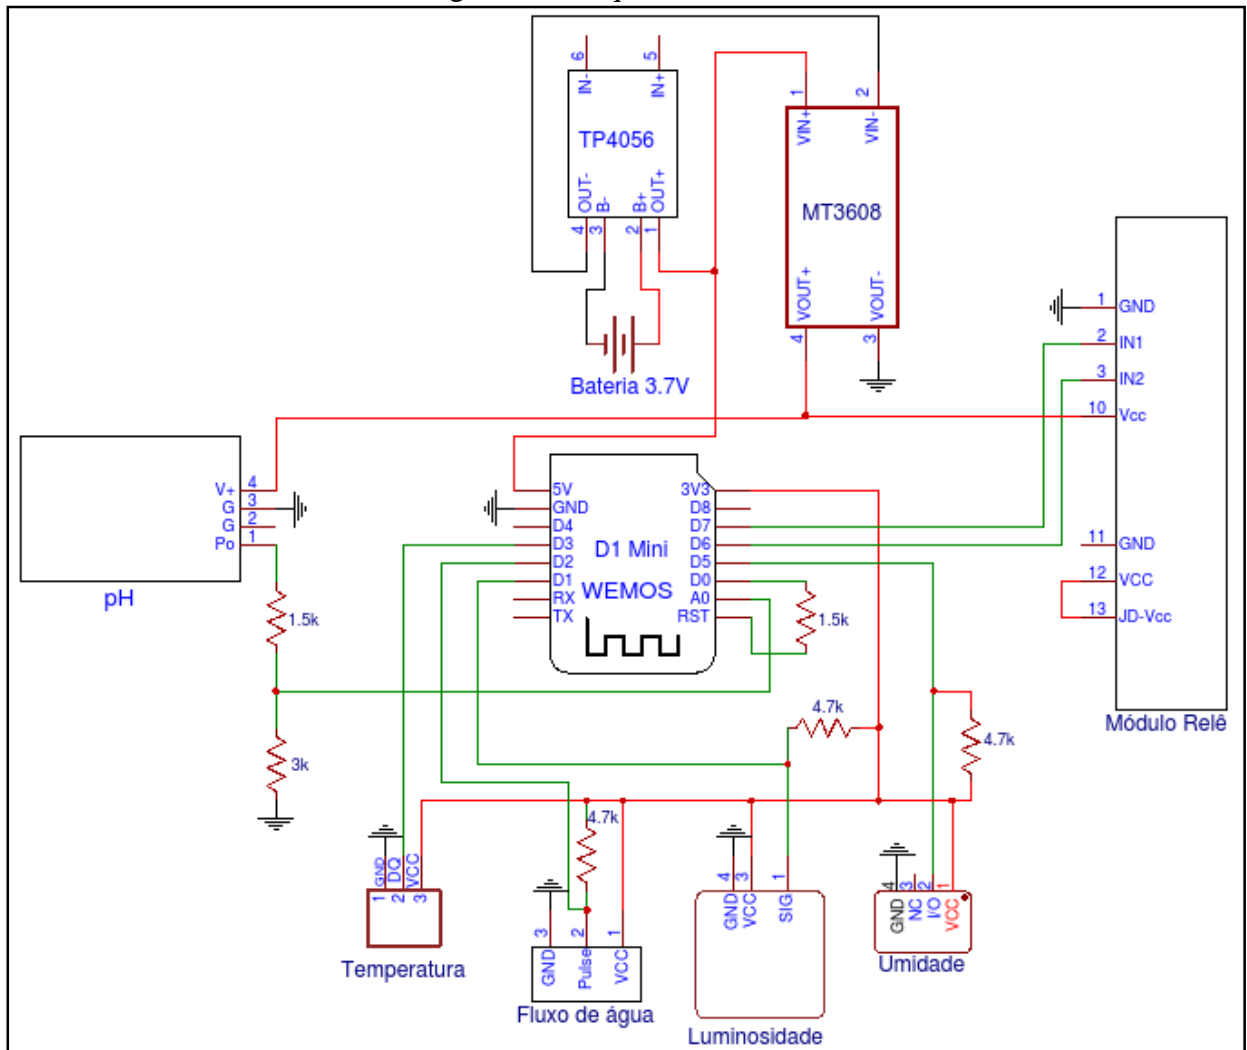 6
IN-
5
IN+
TP4056
OUT-
B-
B+
OUT+
4
3
2
1
Bateria 3.7V
1
VIN+
2
VIN-
MT3608
VOUT+
VOUT-
4
3
1 GND
2 IN1
3 IN2
10 Vcc
11 GND
12 VCC
13 JD-Vcc
Módulo Relê
V+ 4
G 3
G 2
Po 1
pH
1.5k
3k
5V
GND
D4
D3
D2
D1
RX
TX
D1 Mini
WEMOS
3V3
D8
D7
D6
D5
D0
A0
RST
1.5k
4.7k
4.7k
4.7k
GND
DQ
VCC
1
2
3
Temperatura
3
2
1
GND
Pulse
VCC
Fluxo de água
4
3
1
GND
VCC
SIG
Luminosidade
4
3
2
1
GND
NC
I/O
VCC
Umidade